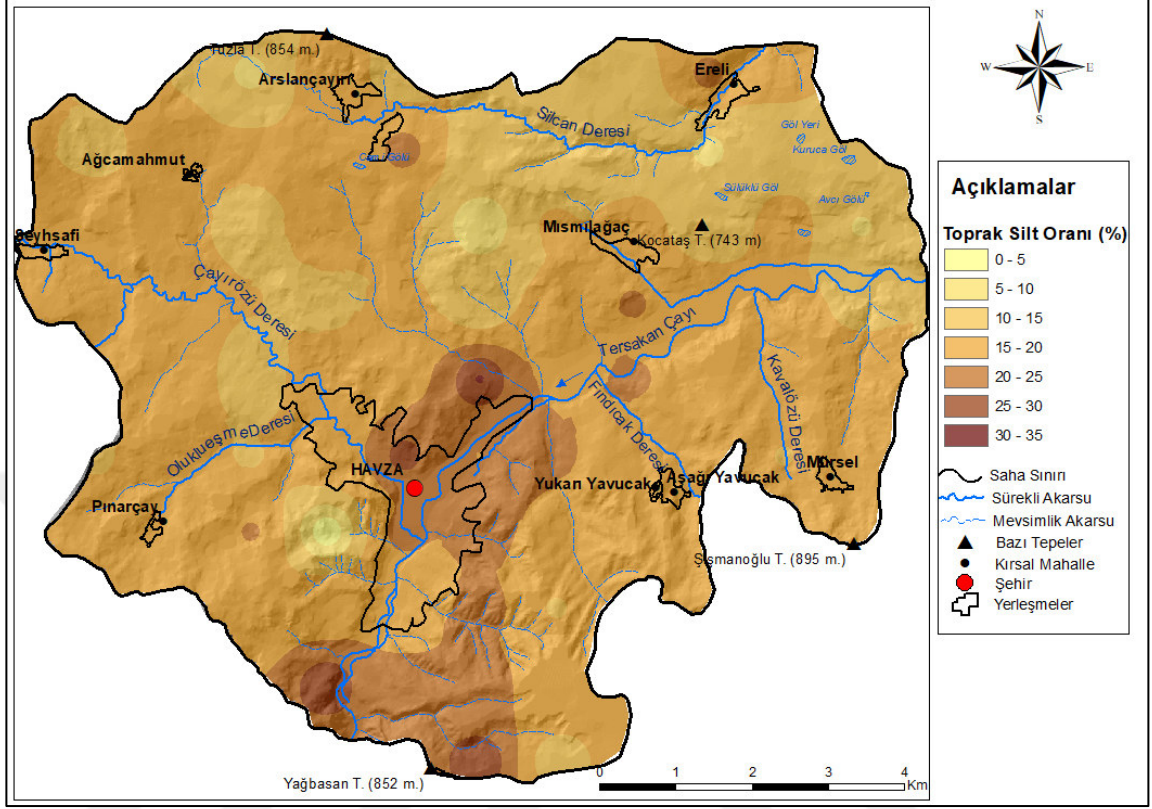 N
W E
S
Tuzla T. (854 m.)
Arslançayırı
Ereli
Silcan Deresi
Göl Yeri
Kuruca Göl
Ağcamahmut
Sülüklü Göl
Avcı Gölu
Mısmılağaç
Kocataş T. (743 m)
Şeyhsafi
Çayırözü Deresi
Tersakan Çayı
Kavalözü Deresi
Fındıcak Deresi
OluklueşmeDeresi
HAVZA
Yukarı Yavucak
Aşağı Yavucak
Mürsel
Pınarçay
Şişmanoğlu T. (895 m.)
Yağbasan T. (852 m.)
0 1 2 3 4
Km
Açıklamalar
Toprak Silt Oranı (%)
0 - 5
5 - 10
10 - 15
15 - 20
20 - 25
25 - 30
30 - 35
Saha Sınırı
Sürekli Akarsu
Mevsimlik Akarsu
Bazı Tepeler
Kırsal Mahalle
Şehir
Yerleşmeler